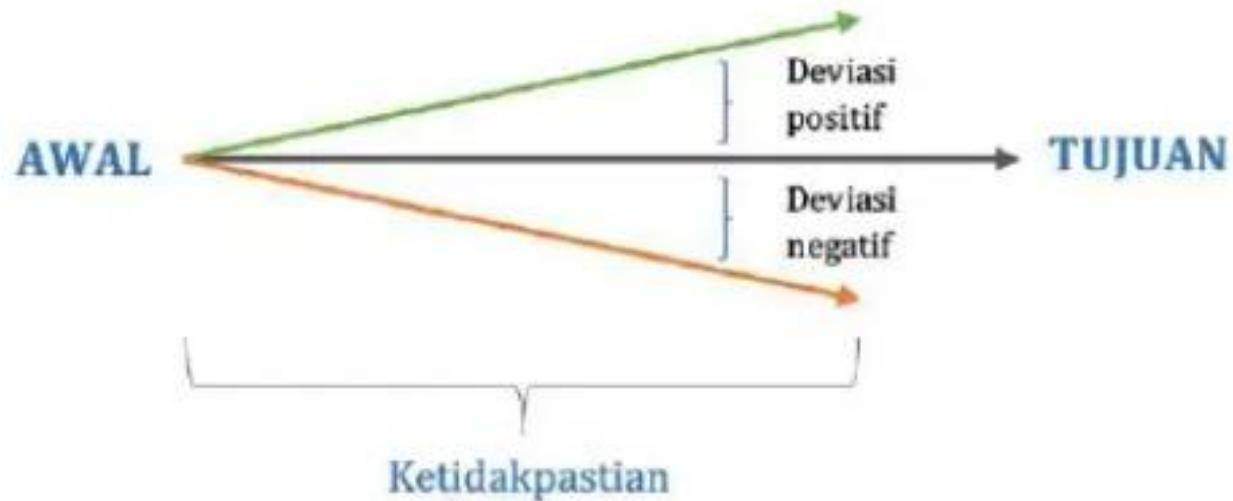 Deviasi
positif
AWAL
TUJUAN
Deviasi
negatif
Ketidakpastian